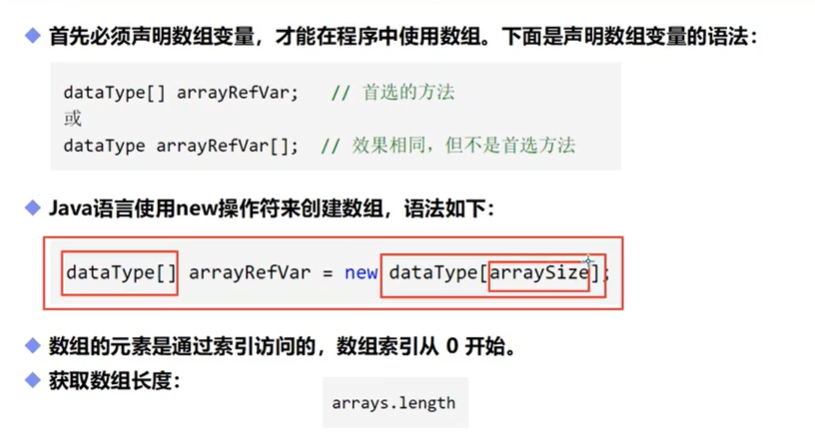 首先必须声明数组变量，才能在程序中使用数组。下面是声明数组变量的语法：
dataType[] arrayRefVar;   // 首选的方法
或
dataType arrayRefVar[];  // 效果相同，但不是首选方法
Java语言使用new操作符来创建数组，语法如下：
dataType[] arrayRefVar = new dataType[arraySize];
数组的元素是通过索引访问的，数组索引从 0 开始。
获取数组长度：
arrays.length